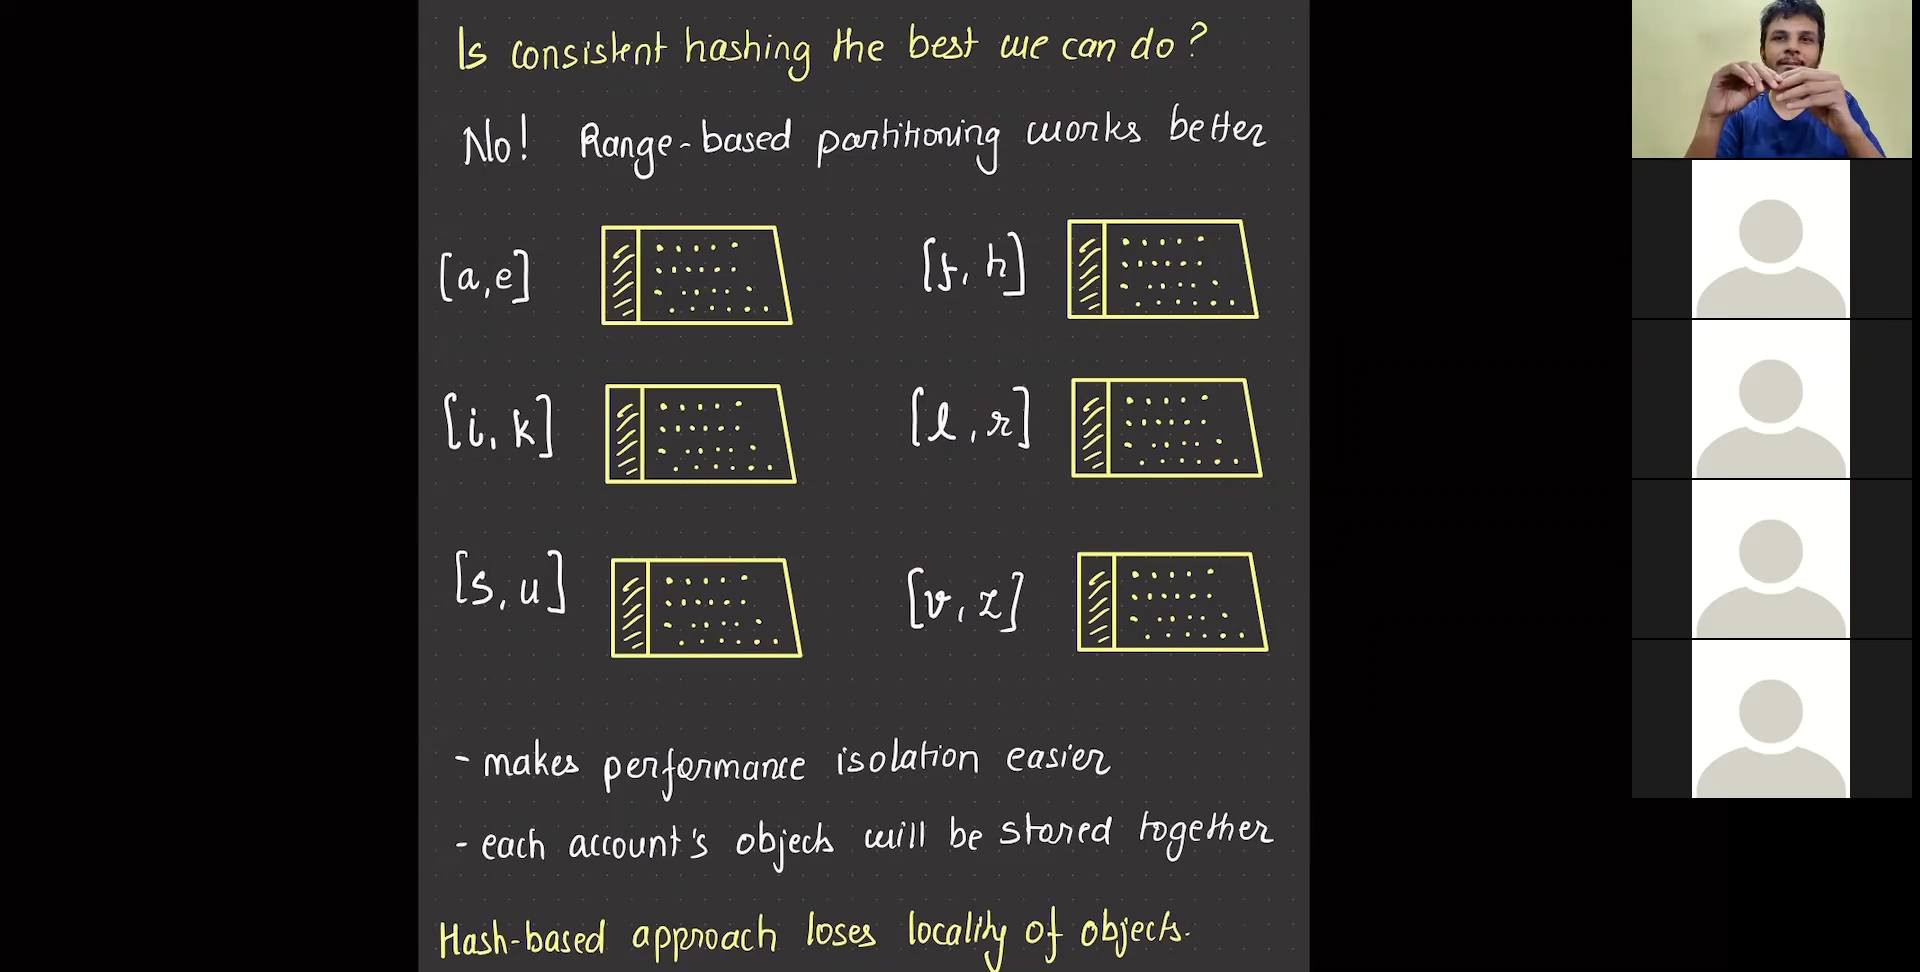 Is consistent hashing the best we can do?
No! Range-based partitioning works better
[a,e] [f, h]
[i, k] [l, r]
[s, u] [v, z]
- makes performance isolation easier
- each account's objects will be stored together
Hash-based approach loses locality of objects.